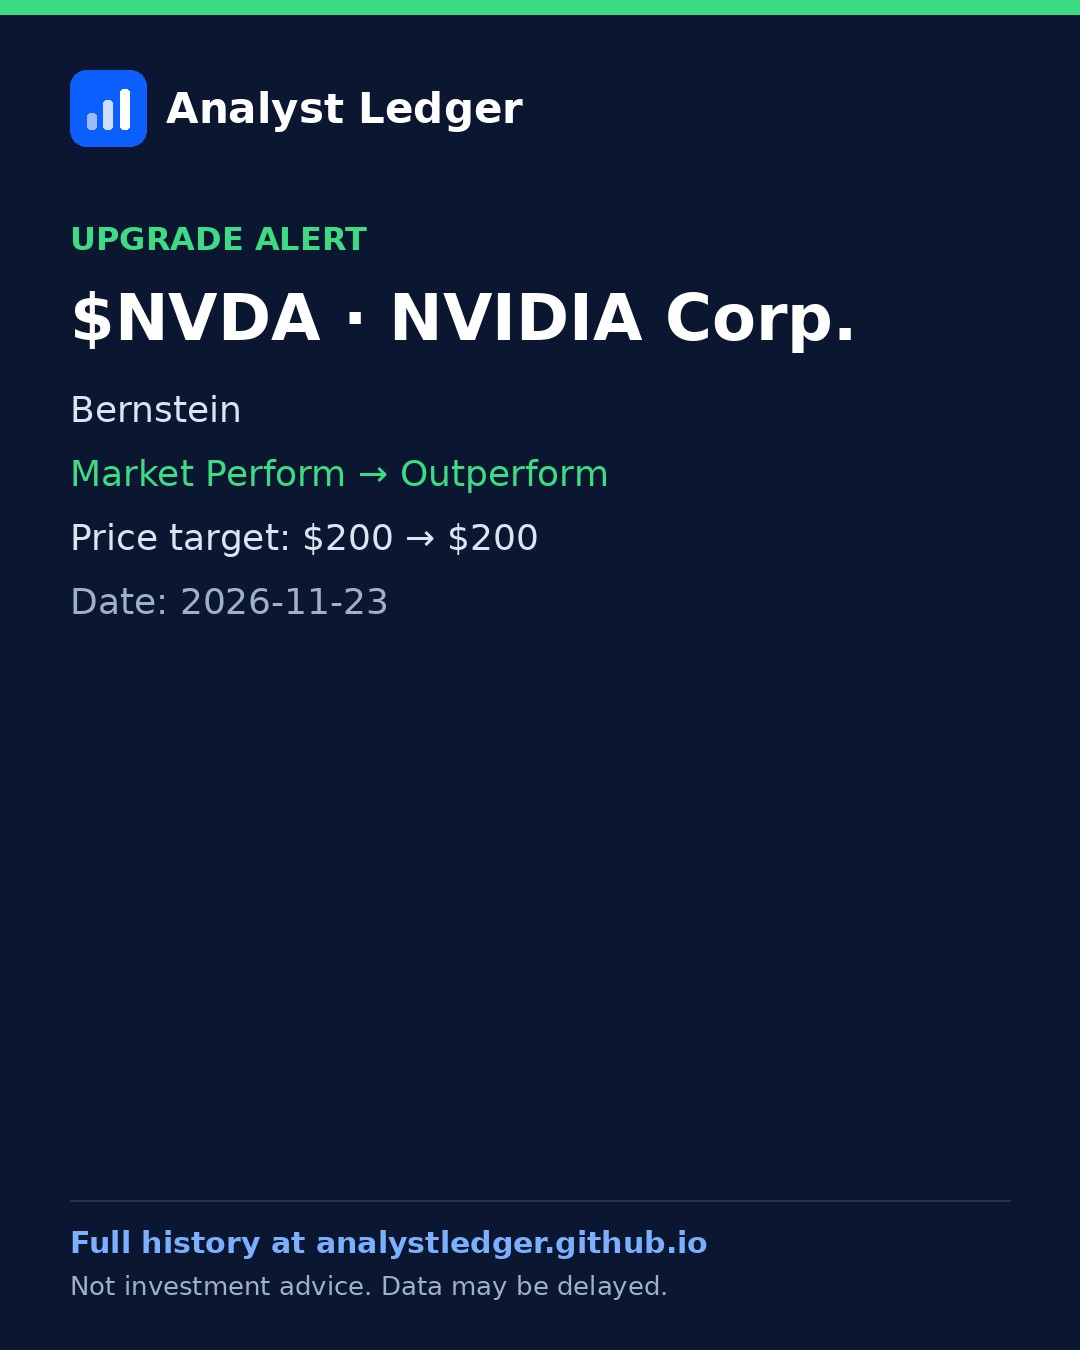 Analyst Ledger
UPGRADE ALERT
$NVDA · NVIDIA Corp.
Bernstein
Market Perform → Outperform
Price target: $200 → $200
Date: 2026-11-23
Full history at analystledger.github.io
Not investment advice. Data may be delayed.